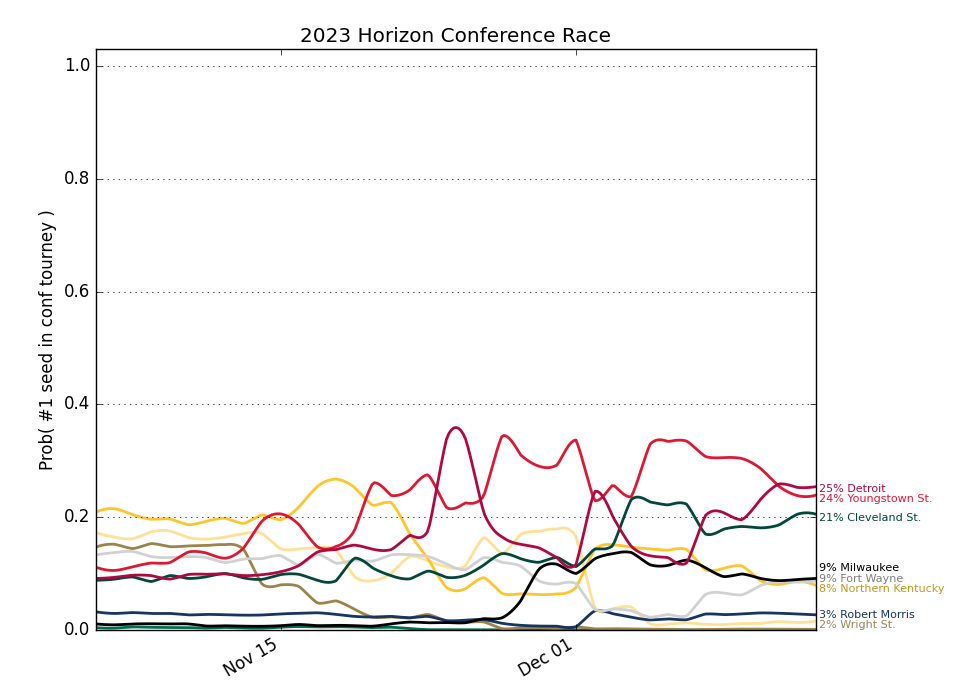 2023 Horizon Conference Race
Prob( #1 seed in conf tourney )
1.0
0.8
0.6
0.4
0.2
0.0
Nov 15
Dec 01
25% Detroit
24% Youngstown St.
21% Cleveland St.
9% Milwaukee
9% Fort Wayne
8% Northern Kentucky
3% Robert Morris
2% Wright St.